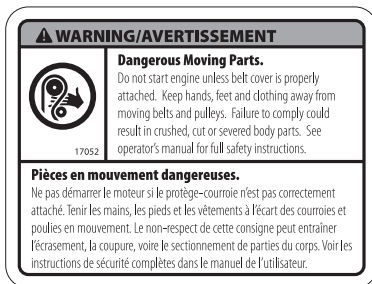 ⚠ WARNING/AVERTISSEMENT
Dangerous Moving Parts.
Do not start engine unless belt cover is properly
attached. Keep hands, feet and clothing away from
moving belts and pulleys. Failure to comply could
result in crushed, cut or severed body parts. See
operator's manual for full safety instructions.
17052
Pièces en mouvement dangereuses.
Ne pas démarrer le moteur si le protège-courroie n'est pas correctement
attaché. Tenir les mains, les pieds et les vêtements à l'écart des courroies et
poulies en mouvement. Le non-respect de cette consigne peut entraîner
l'écrasement, la coupure, voire le sectionnement de parties du corps. Voir les
instructions de sécurité complètes dans le manuel de l'utilisateur.